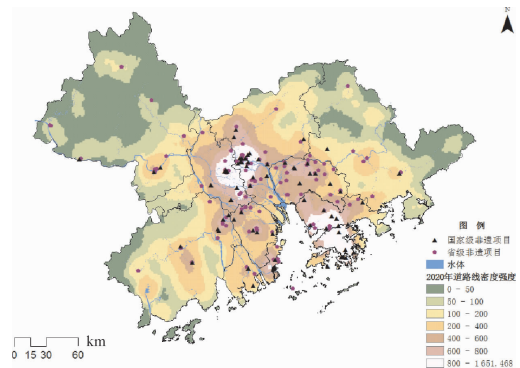 N
图 例
国家级非遗项目
省级非遗项目
水体
2020年道路线密度强度
0 - 50
50 - 100
100 - 200
200 - 400
400 - 600
600 - 800
800 - 1 651.468
km
0 15 30 60